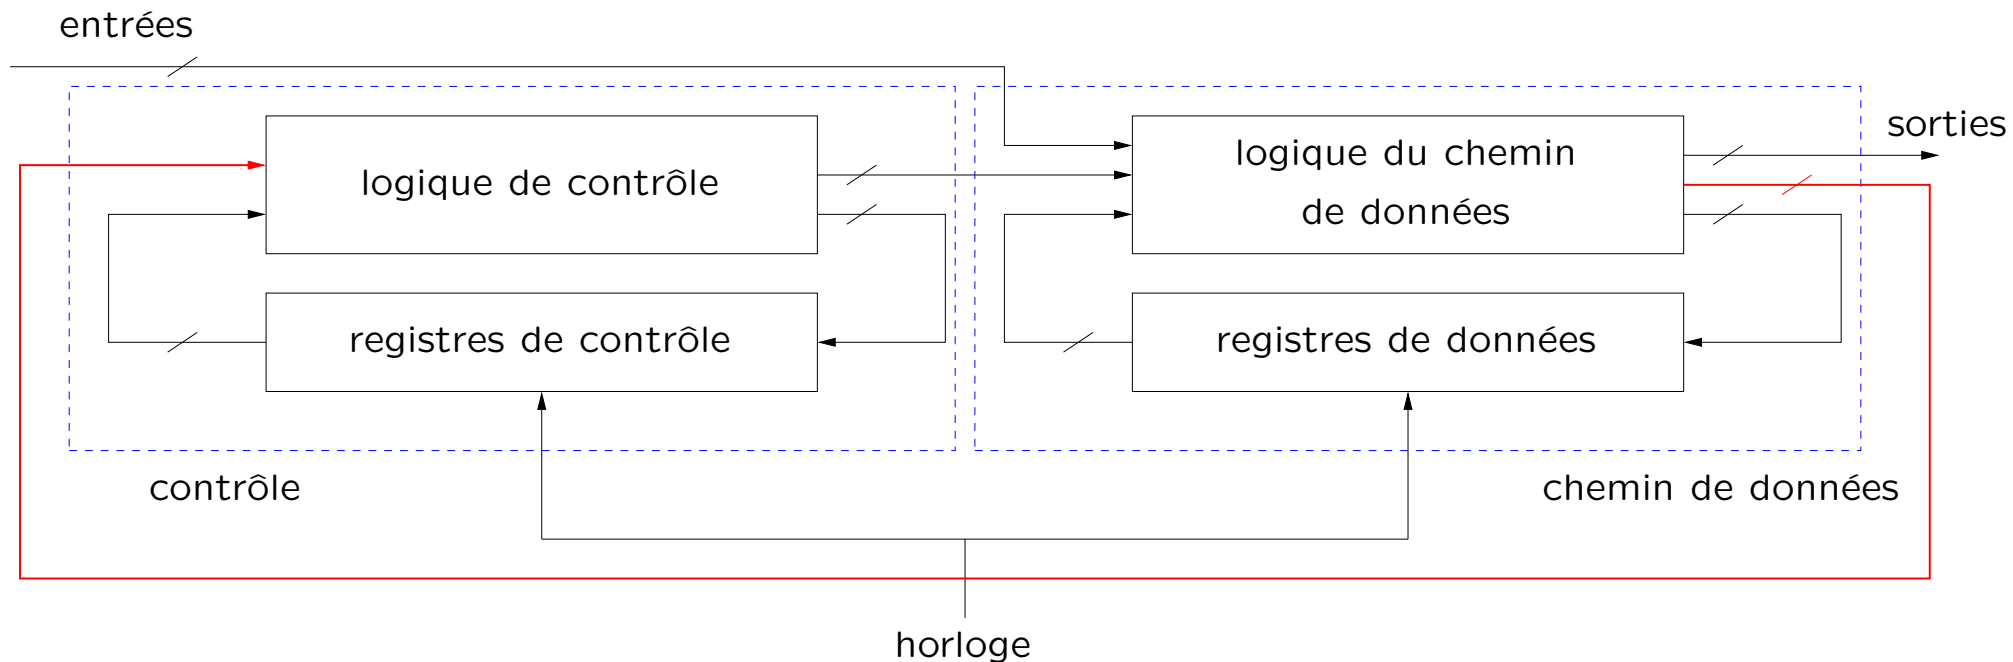 entrées
sorties
logique de contrôle
logique du chemin
de données
registres de contrôle
registres de données
contrôle
chemin de données
horloge